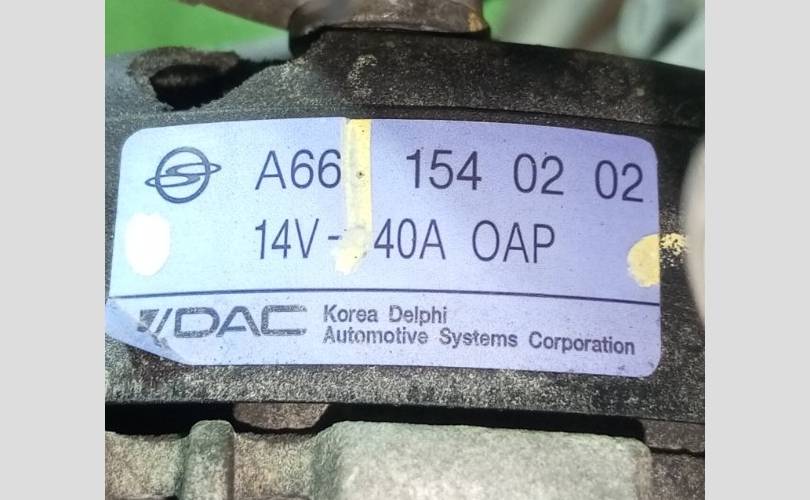 A66 154 02 02
14V- 40A OAP
DAC Korea Delphi
Automotive Systems Corporation